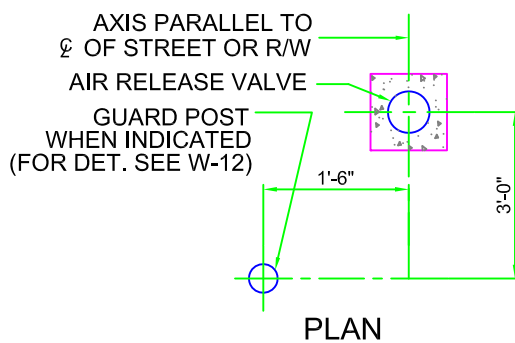 AXIS PARALLEL TO
℄ OF STREET OR R/W
AIR RELEASE VALVE
GUARD POST
WHEN INDICATED
(FOR DET. SEE W-12)
1'-6"
3'-0"
PLAN